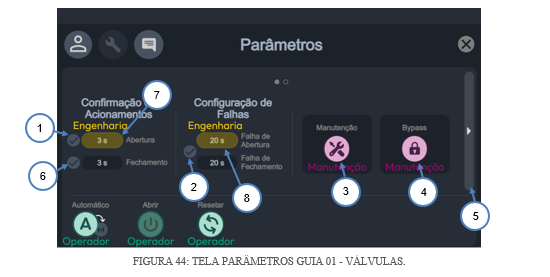 Parâmetros
7
Confirmação de
Acionamentos
Configuração de
Falhas
Engenharia
Engenharia
1
3 s
Abertura
20 s
Falha de
Abertura
Manutenção
Bypass
6
3 s
Fechamento
20 s
Falha de
Fechamento
Manutenção
Manutenção
2
8
3
4
5
Automático
Abrir
Resetar
A
M
Operador
Operador
Operador
FIGURA 44: TELA PARÂMETROS GUIA 01 - VÁLVULAS.